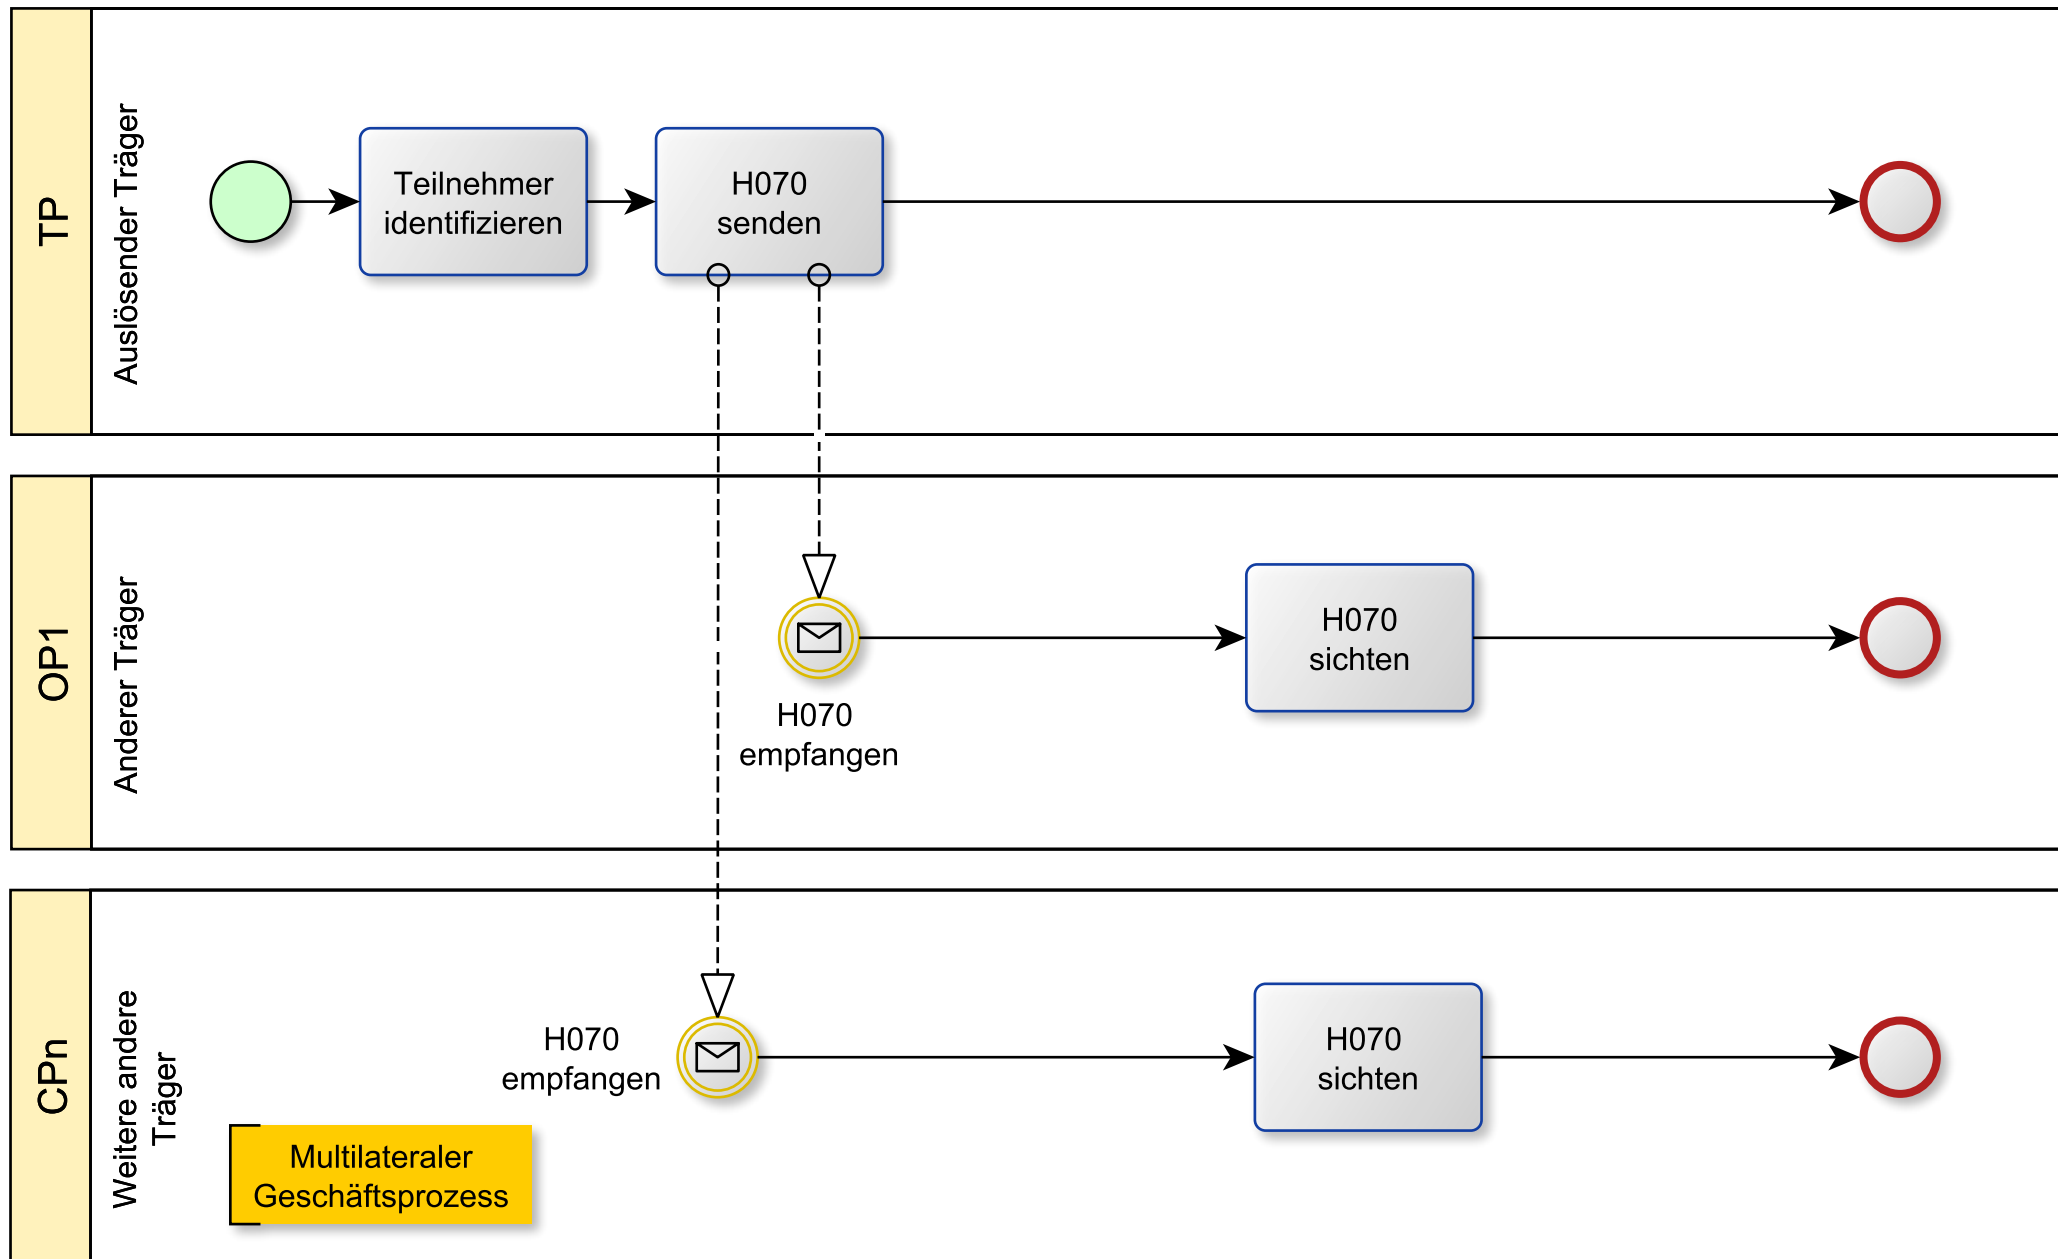 TP
Auslösender Träger
Teilnehmer
identifizieren
H070
senden
OP1
Anderer Träger
H070
empfangen
H070
sichten
CPn
Weitere andere
Träger
H070
empfangen
H070
sichten
Multilateraler
Geschäftsprozess